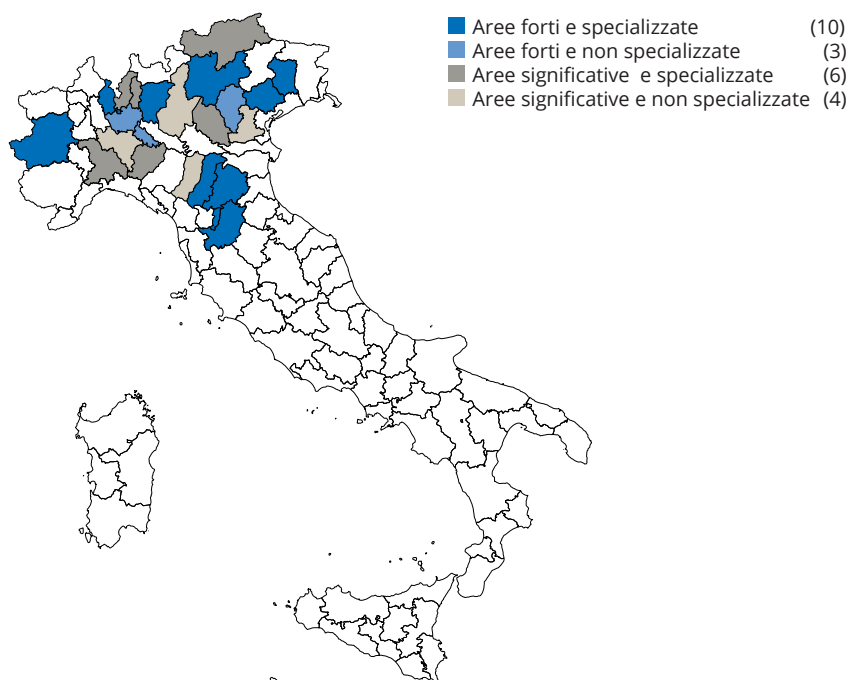 Aree forti e specializzate (10)
Aree forti e non specializzate (3)
Aree significative e specializzate (6)
Aree significative e non specializzate (4)